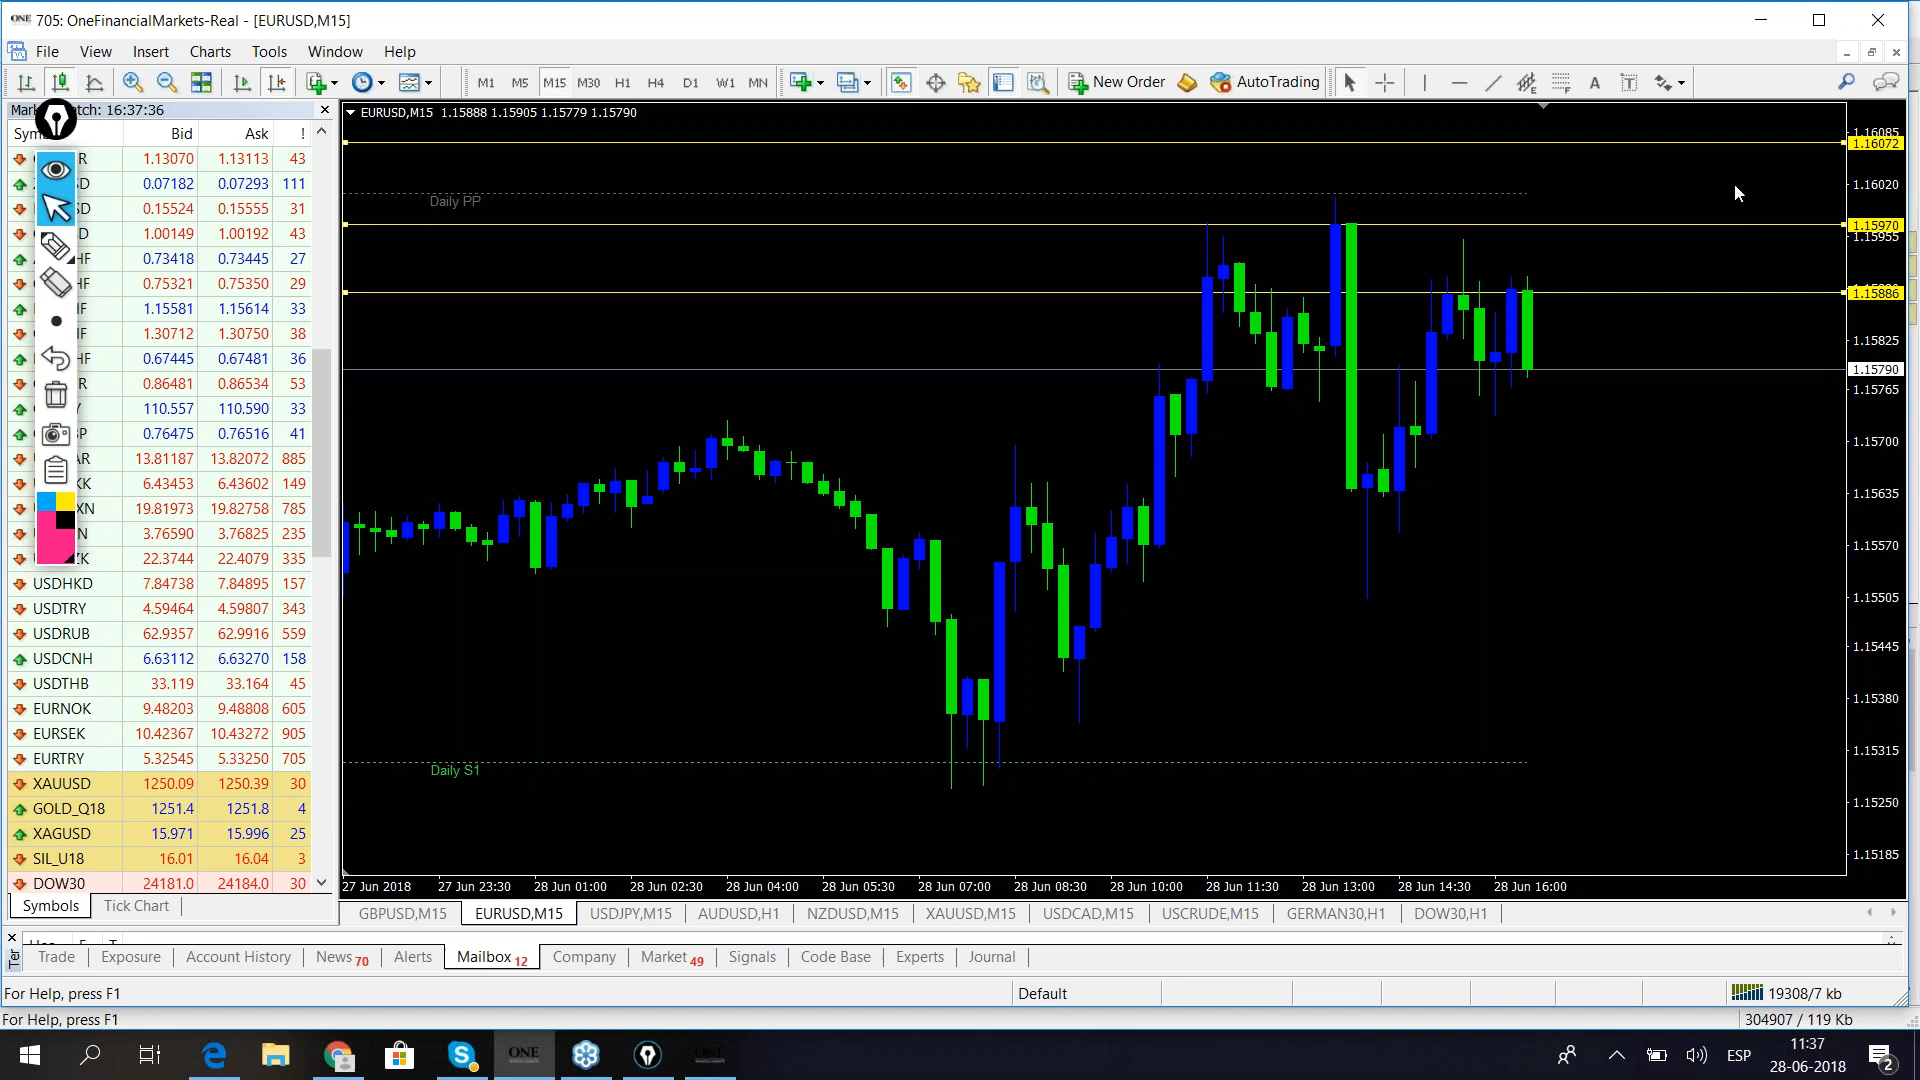 ONE 705: OneFinancialMarkets-Real - [EURUSD,M15]
File View Insert Charts Tools Window Help
M1 M5 M15 M30 H1 H4 D1 W1 MN New Order AutoTrading A T
16:37:36
Bid Ask !
1.13070 1.13113 43
0.07182 0.07293 111
0.15524 0.15555 31
1.00149 1.00192 43
0.73418 0.73445 27
0.75321 0.75350 29
1.15581 1.15614 33
1.30712 1.30750 38
0.67445 0.67481 36
0.86481 0.86534 53
110.557 110.590 33
0.76475 0.76516 41
13.81187 13.82072 885
6.43453 6.43602 149
19.81973 19.82758 785
3.76590 3.76825 235
22.3744 22.4079 335
USDHKD 7.84738 7.84895 157
USDTRY 4.59464 4.59807 343
USDRUB 62.9357 62.9916 559
USDCNH 6.63112 6.63270 158
USDTHB 33.119 33.164 45
EURNOK 9.48203 9.48808 605
EURSEK 10.42367 10.43272 905
EURTRY 5.32545 5.33250 705
XAUUSD 1250.09 1250.39 30
GOLD_Q18 1251.4 1251.8 4
XAGUSD 15.971 15.996 25
SIL_U18 16.01 16.04 3
DOW30 24181.0 24184.0 30
Symbols Tick Chart
EURUSD,M15 1.15888 1.15905 1.15779 1.15790
Daily PP
Daily S1
1.16085
1.16072
1.16020
1.15970
1.15955
1.15886
1.15825
1.15790
1.15765
1.15700
1.15635
1.15570
1.15505
1.15445
1.15380
1.15315
1.15250
1.15185
27 Jun 2018 27 Jun 23:30 28 Jun 01:00 28 Jun 02:30 28 Jun 04:00 28 Jun 05:30 28 Jun 07:00 28 Jun 08:30 28 Jun 10:00 28 Jun 11:30 28 Jun 13:00 28 Jun 14:30 28 Jun 16:00
GBPUSD,M15 EURUSD,M15 USDJPY,M15 AUDUSD,H1 NZDUSD,M15 XAUUSD,M15 USDCAD,M15 USCRUDE,M15 GERMAN30,H1 DOW30,H1
Trade Exposure Account History News 70 Alerts Mailbox 12 Company Market 49 Signals Code Base Experts Journal
For Help, press F1 Default 19308/7 kb
For Help, press F1 304907 / 119 Kb
ONE ESP 11:37
28-06-2018 2